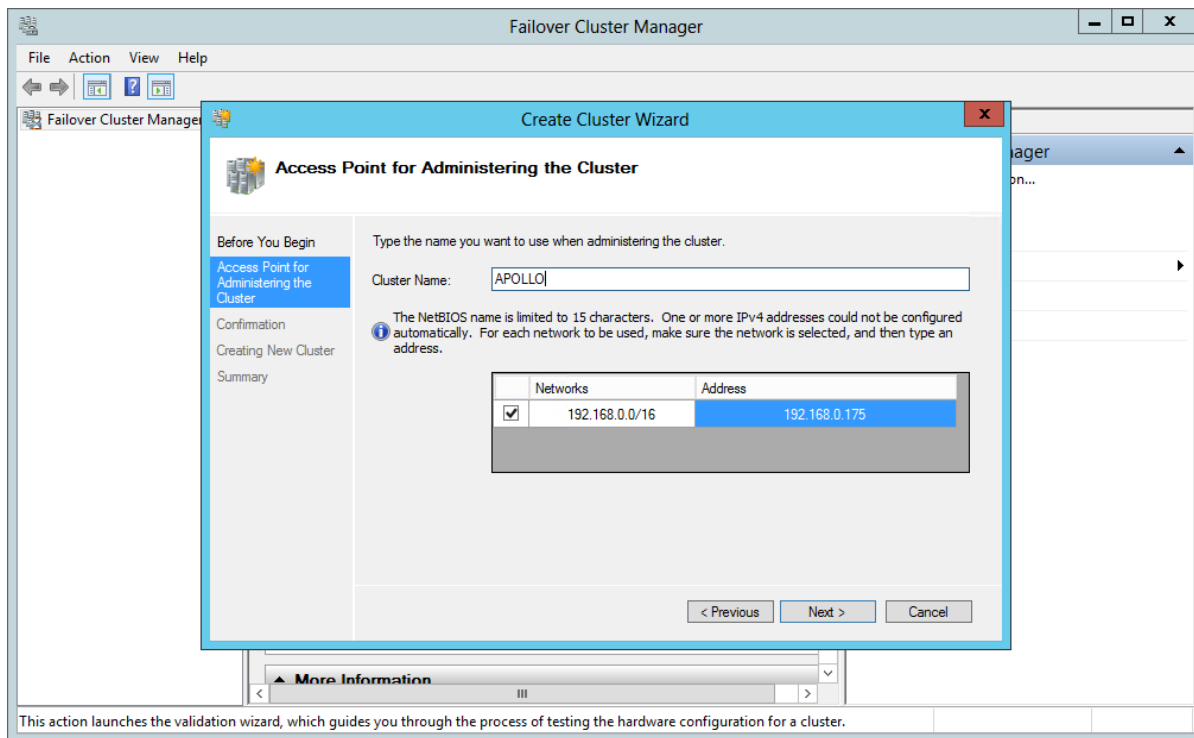 Failover Cluster Manager
File Action View Help
Failover Cluster Manager
Create Cluster Wizard
Access Point for Administering the Cluster
Before You Begin
Access Point for
Administering the
Cluster
Confirmation
Creating New Cluster
Summary
Type the name you want to use when administering the cluster.
Cluster Name: APOLLO
The NetBIOS name is limited to 15 characters. One or more IPv4 addresses could not be configured
automatically. For each network to be used, make sure the network is selected, and then type an
address.
Networks Address
192.168.0.0/16 192.168.0.175
< Previous Next > Cancel
More Information
This action launches the validation wizard, which guides you through the process of testing the hardware configuration for a cluster.